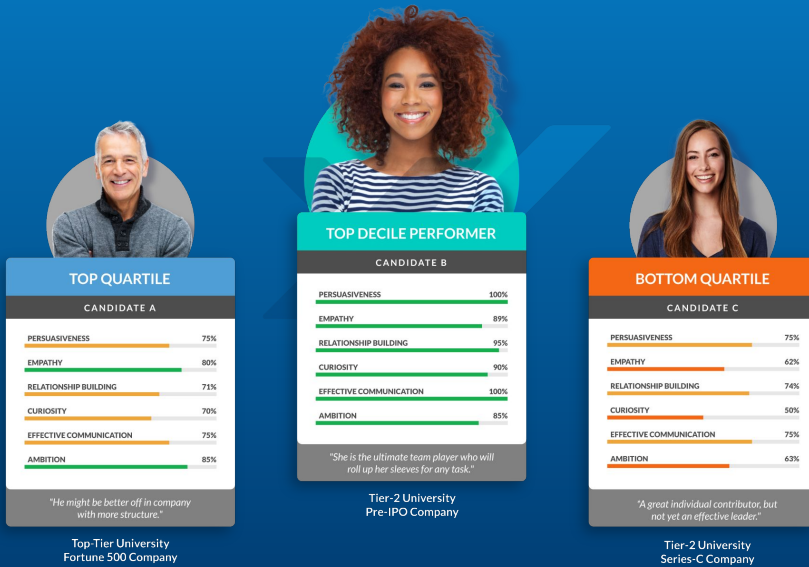 TOP QUARTILE
CANDIDATE A
PERSUASIVENESS 75%
EMPATHY 80%
RELATIONSHIP BUILDING 71%
CURIOSITY 70%
EFFECTIVE COMMUNICATION 75%
AMBITION 85%
"He might be better off in company
with more structure."
Top-Tier University
Fortune 500 Company
TOP DECILE PERFORMER
CANDIDATE B
PERSUASIVENESS 100%
EMPATHY 89%
RELATIONSHIP BUILDING 95%
CURIOSITY 90%
EFFECTIVE COMMUNICATION 100%
AMBITION 85%
"She is the ultimate team player who will
roll up her sleeves for any task."
Tier-2 University
Pre-IPO Company
BOTTOM QUARTILE
CANDIDATE C
PERSUASIVENESS 75%
EMPATHY 62%
RELATIONSHIP BUILDING 74%
CURIOSITY 50%
EFFECTIVE COMMUNICATION 75%
AMBITION 63%
"A great individual contributor, but
not yet an effective leader."
Tier-2 University
Series-C Company